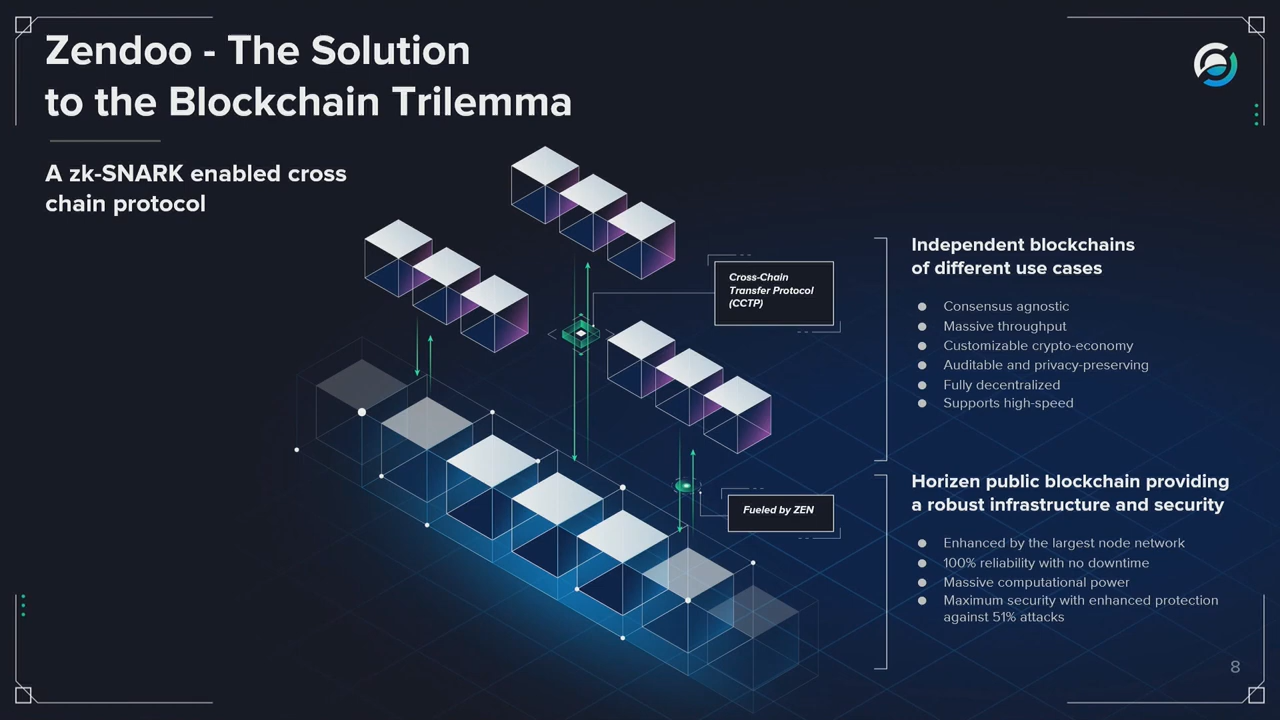 Zendoo - The Solution
to the Blockchain Trilemma
A zk-SNARK enabled cross
chain protocol
Cross-Chain
Transfer Protocol
(CCTP)
Fueled by ZEN
Independent blockchains
of different use cases
● Consensus agnostic
● Massive throughput
● Customizable crypto-economy
● Auditable and privacy-preserving
● Fully decentralized
● Supports high-speed
Horizen public blockchain providing
a robust infrastructure and security
● Enhanced by the largest node network
● 100% reliability with no downtime
● Massive computational power
● Maximum security with enhanced protection
against 51% attacks
8